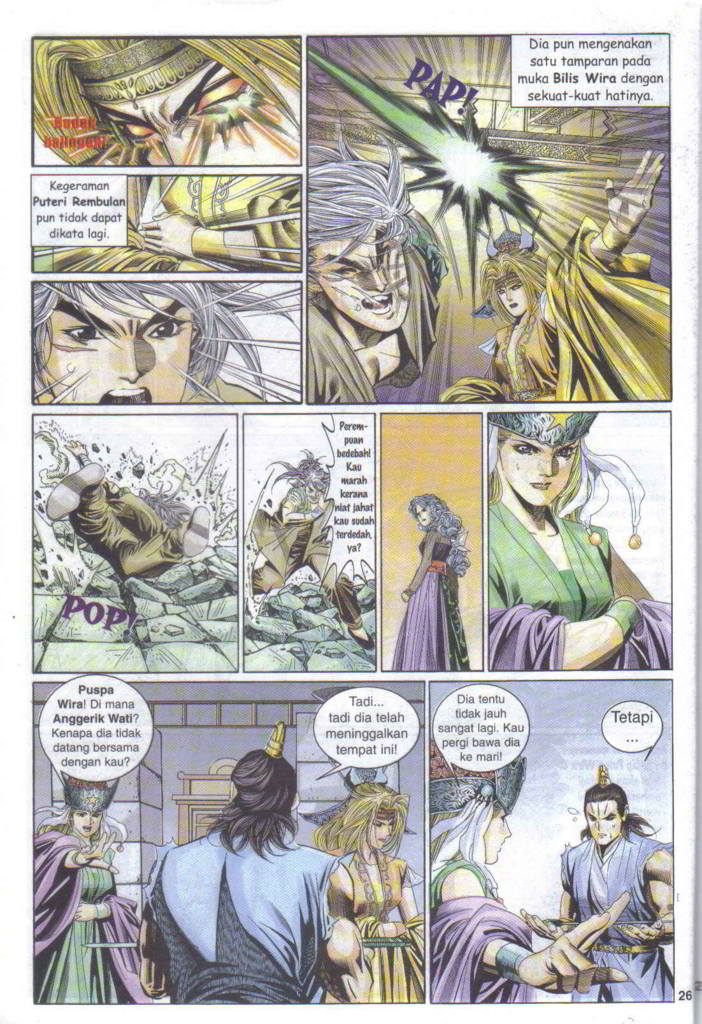 Kegeraman
Puteri Rembulan
pun tidak dapat
dikata lagi.
PAP!
Dia pun mengenakan
satu tamparan pada
muka Bilis Wira dengan
sekuat-kuat hatinya.
POP!
Perem-
puan
bedebah!
Kau
marah
kerana
niat jahat
kau sudah
terdedah,
ya?
Puspa
Wira! Di mana
Anggerik Wati?
Kenapa dia tidak
datang bersama
dengan kau?
Tadi...
tadi dia telah
meninggalkan
tempat ini!
Dia tentu
tidak jauh
sangat lagi. Kau
pergi bawa dia
ke mari!
Tetapi
...
26